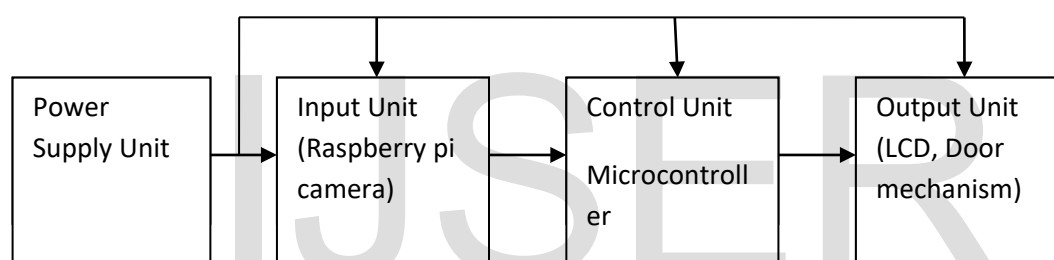 Power
Supply Unit
Input Unit
(Raspberry pi
camera)
Control Unit
Microcontroll
er
Output Unit
(LCD, Door
mechanism)
IJSER